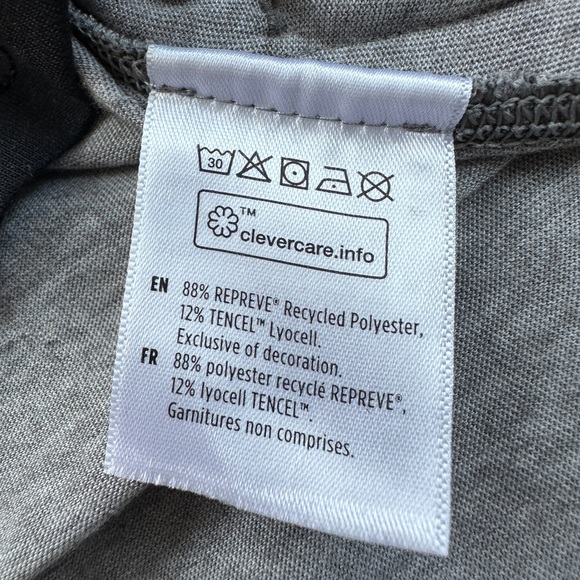 30
™
clevercare.info
EN 88% REPREVE® Recycled Polyester,
12% TENCEL™ Lyocell.
Exclusive of decoration.
FR 88% polyester recyclé REPREVE®,
12% lyocell TENCEL™.
Garnitures non comprises.